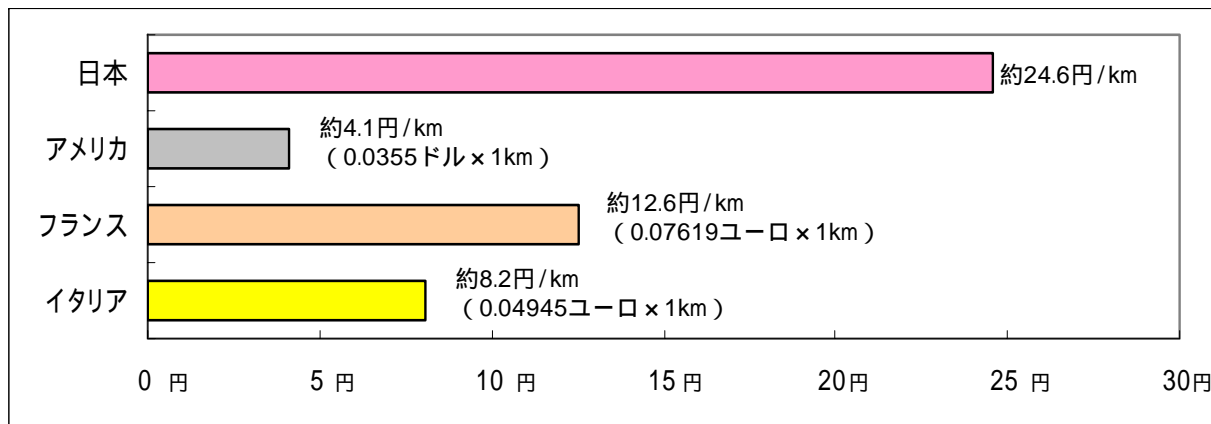 日本
約24.6円/km
アメリカ
約4.1円/km
（0.0355ドル×1km）
フランス
約12.6円/km
（0.07619ユーロ×1km）
イタリア
約8.2円/km
（0.04945ユーロ×1km）
0 円 5 円 10 円 15円 20円 25 円 30円